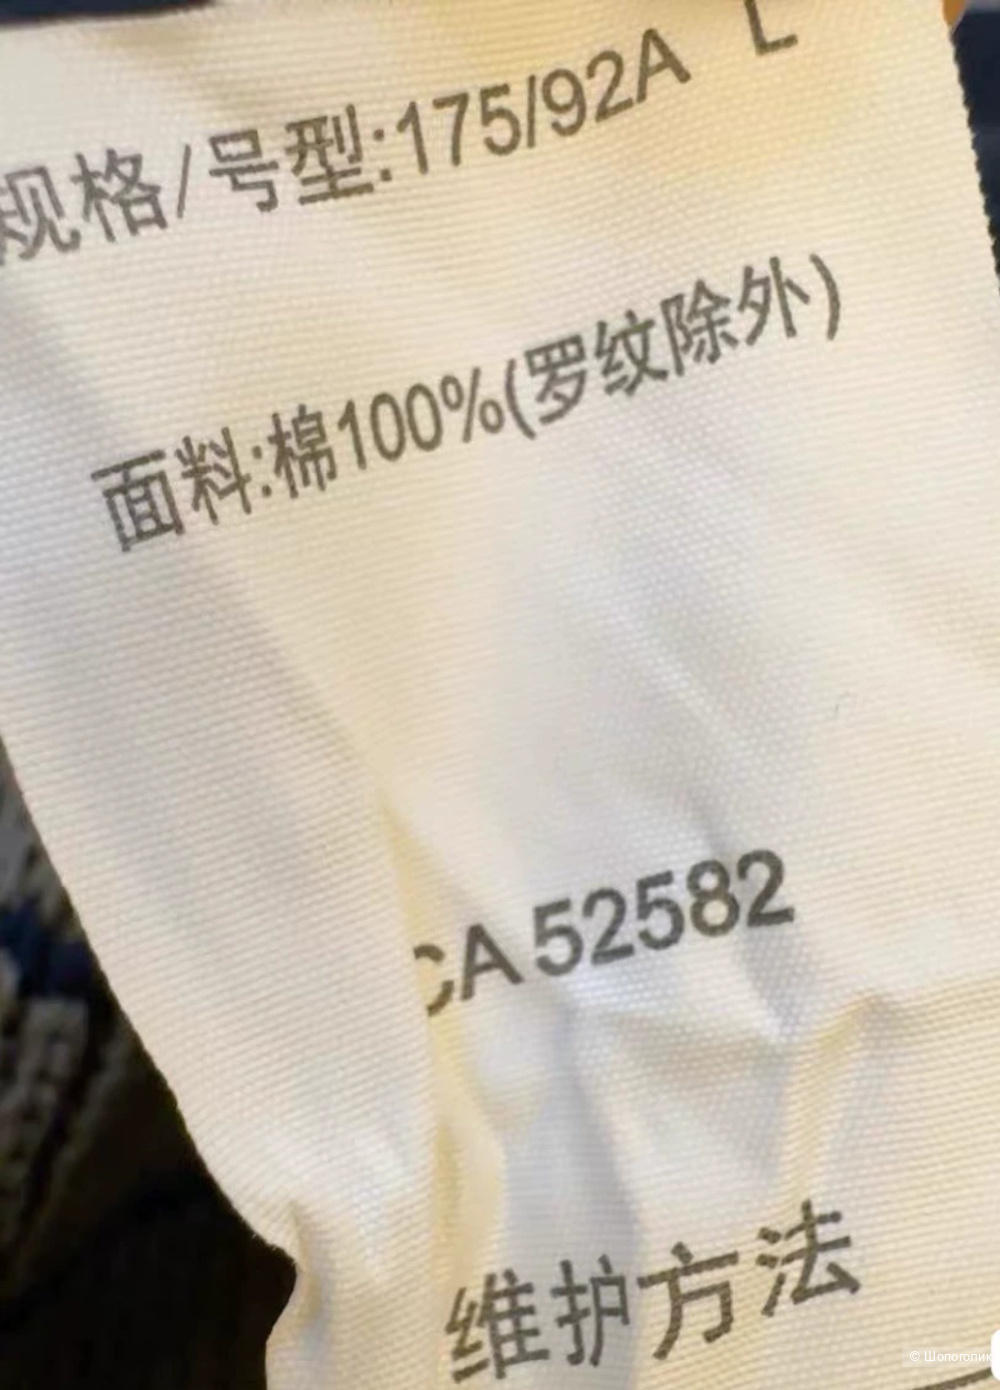 规格/号型:175/92A L
面料:棉100%(罗纹除外)
CA 52582
维护方法
© Шопоголик